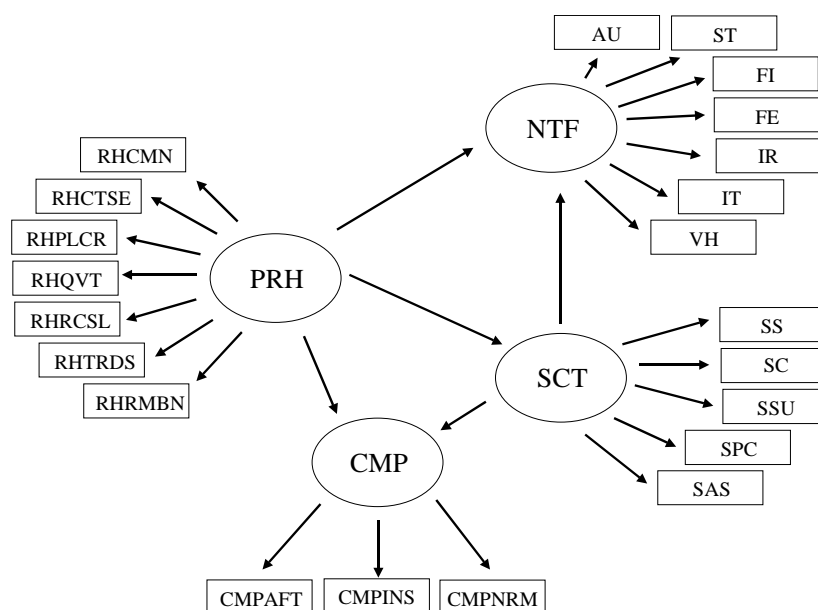 AU
ST
FI
FE
NTF
IR
IT
VH
RHCMN
RHCTSE
RHPLCR
RHQVT
RHRCSL
RHTRDS
RHRMBN
PRH
SS
SC
SSU
SPC
SAS
SCT
CMP
CMPAFT
CMPINS
CMPNRM